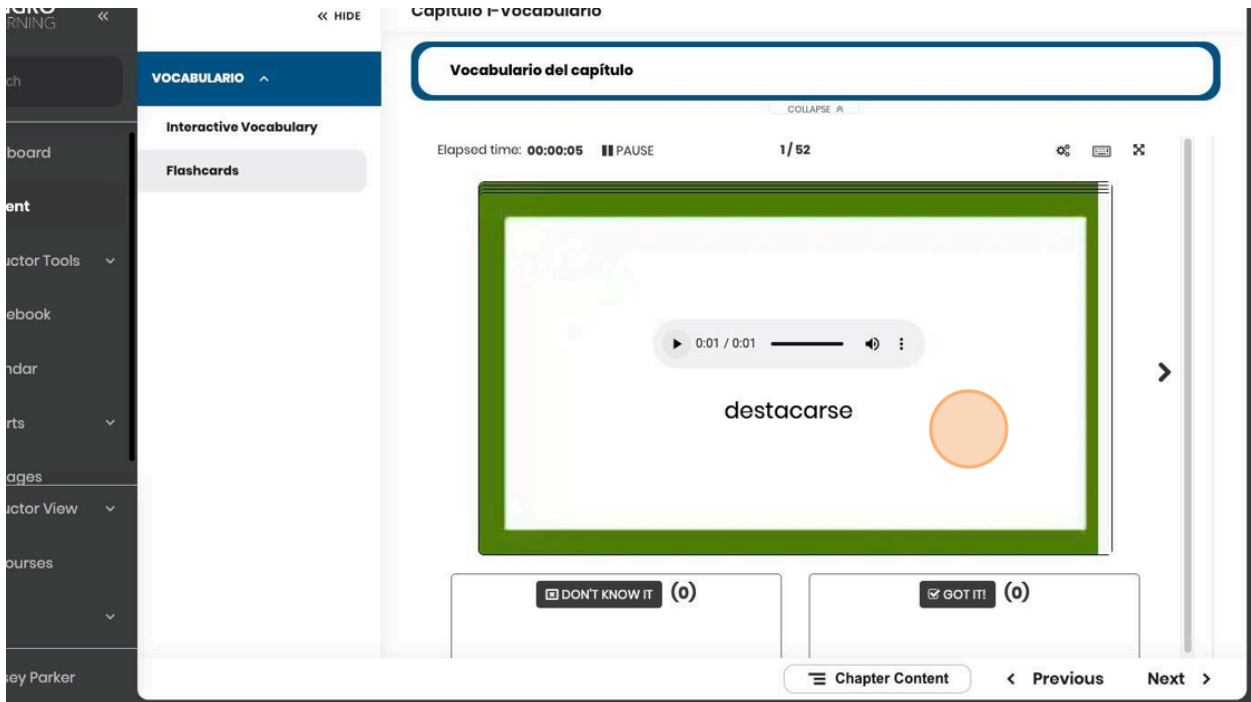 RNING «
« HIDE
Capítulo 1-Vocabulario
ch
VOCABULARIO
Vocabulario del capítulo
COLLAPSE
Interactive Vocabulary
board
Elapsed time: 00:00:05 PAUSE 1/52
Flashcards
ent
uctor Tools
ebook
ndar
0:01 / 0:01
destacarse
rts
ages
uctor View
ourses
DON'T KNOW IT (0)
GOT IT! (0)
sey Parker
Chapter Content
< Previous
Next >